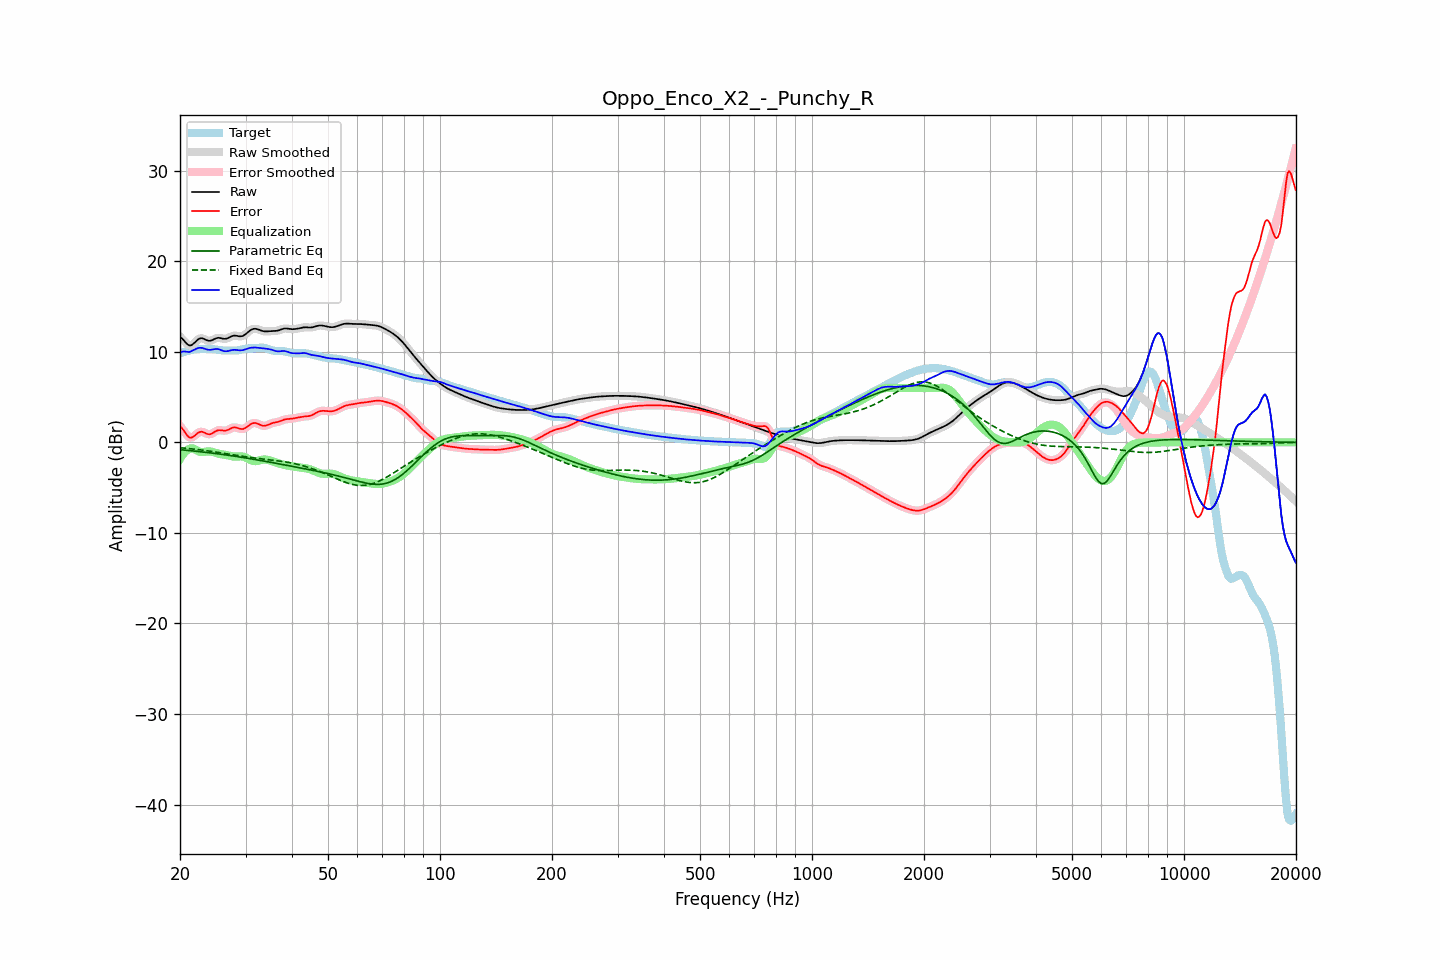 Oppo_Enco_X2_-_Punchy_R
Target
Raw Smoothed
Error Smoothed
Raw
Error
Equalization
Parametric Eq
Fixed Band Eq
Equalized
Amplitude (dBr)
30
20
10
0
−10
−20
−30
−40
20
50
100
200
500
1000
2000
5000
10000
20000
Frequency (Hz)